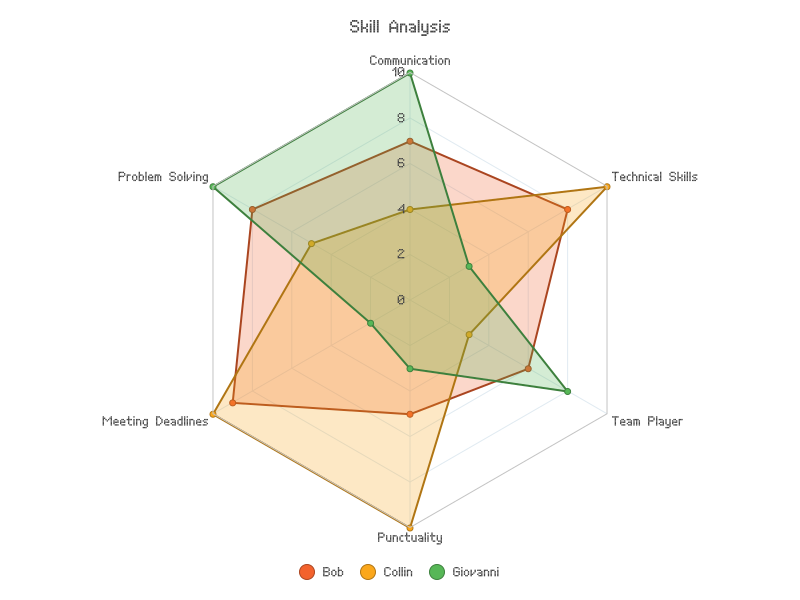 Skill Analysis
Communication
10
8
Problem Solving
Technical Skills
6
4
2
0
Meeting Deadlines
Team Player
Punctuality
Bob
Collin
Giovanni